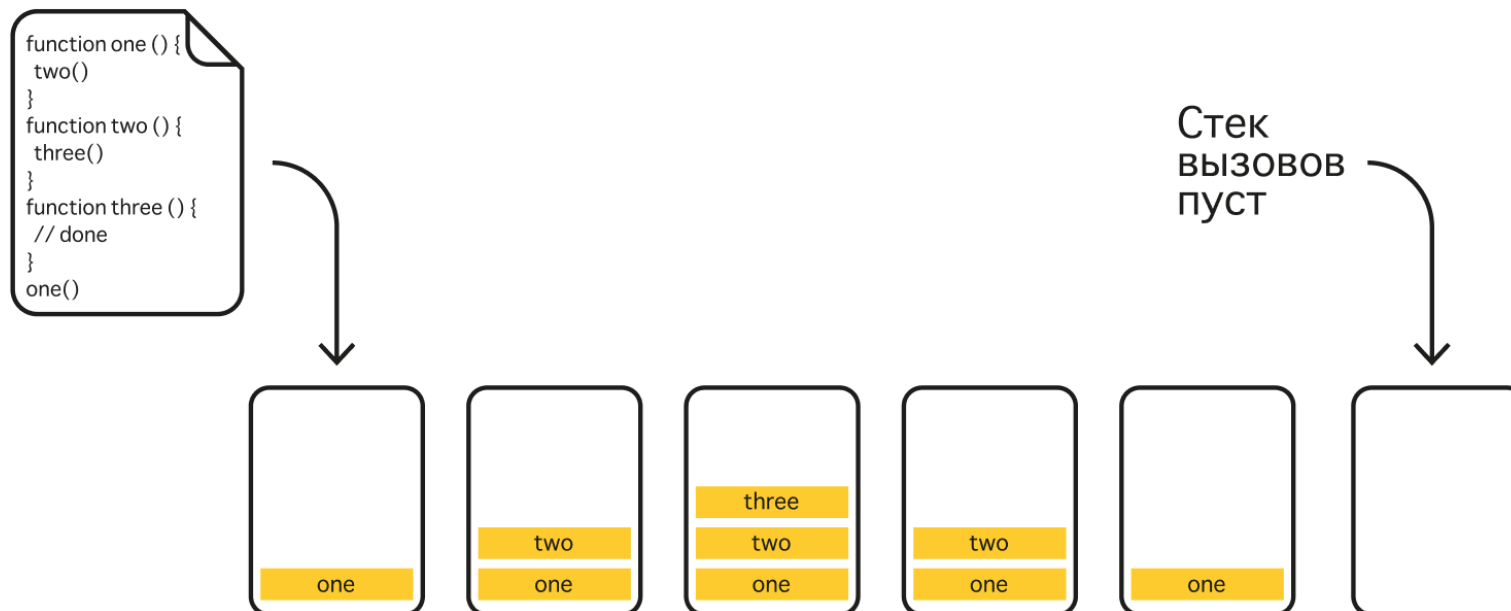 function one () {
two()
}
function two () {
three()
}
function three () {
// done
}
one()
Стек
вызовов
пуст
one
two
one
three
two
one
two
one
one